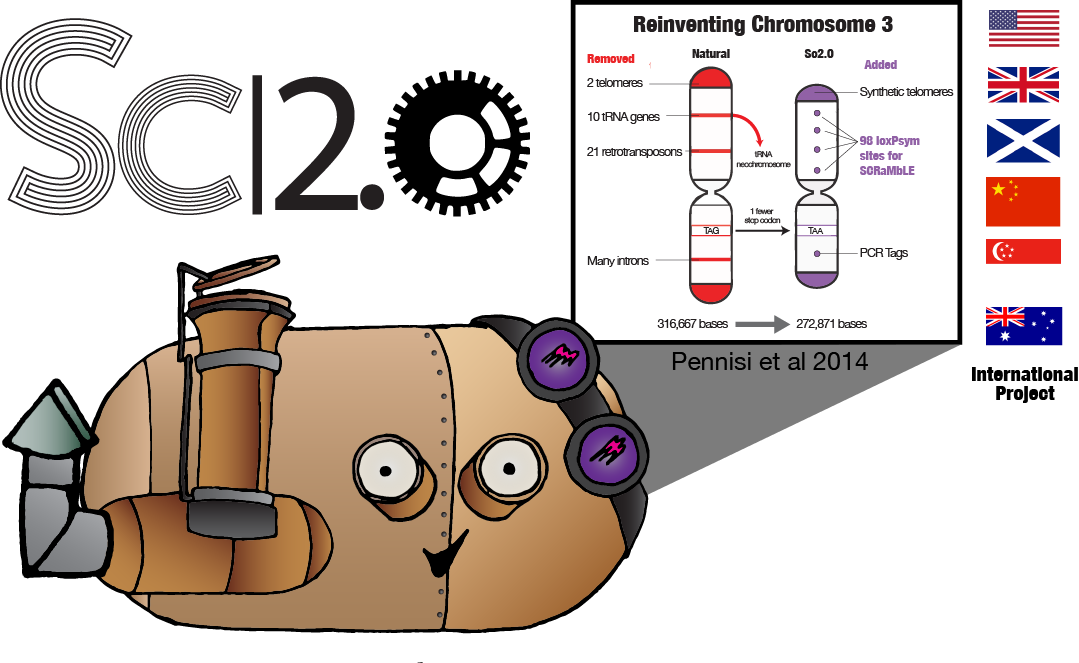 Sc2.0
Reinventing Chromosome 3
Removed
Natural
Sc2.0
Added
2 telomeres
Synthetic telomeres
10 tRNA genes
98 loxPsym
sites for
SCRaMbLE
21 retrotransposons
tRNA
neochromosome
1 fewer
stop codon
TAG
TAA
Many introns
PCR Tags
316,667 bases
272,871 bases
Pennisi et al 2014
International
Project